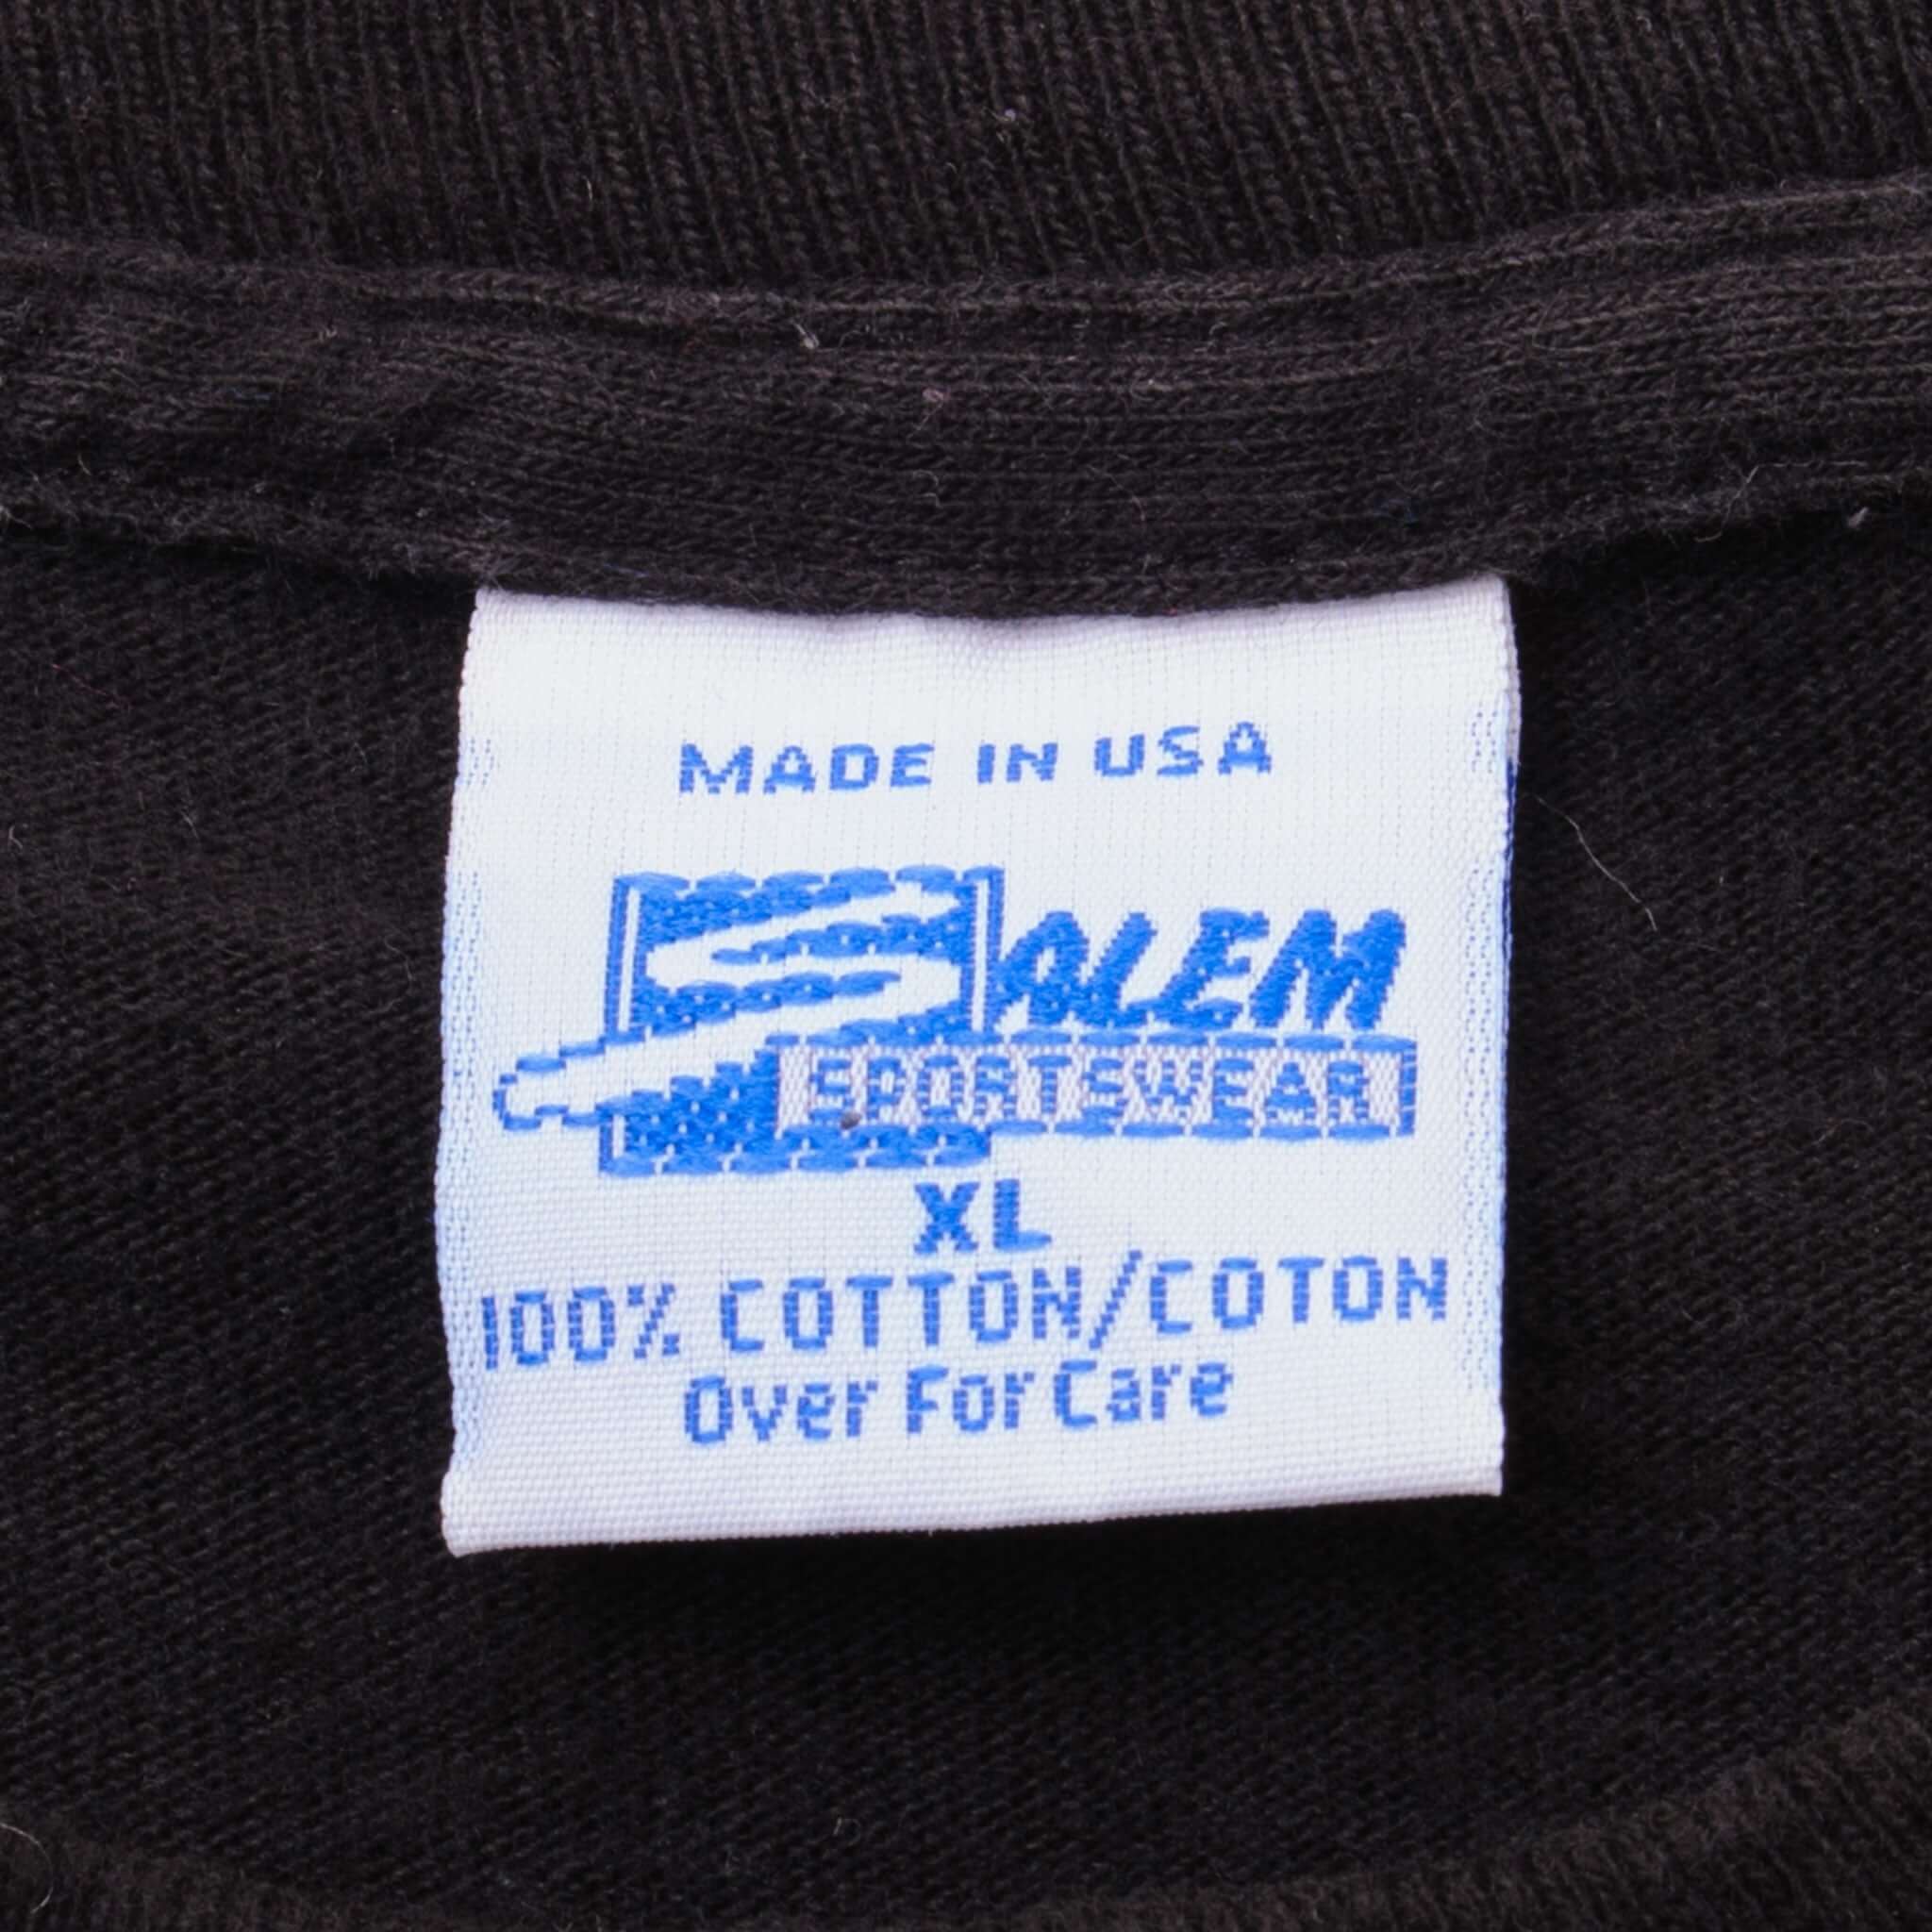 MADE IN USA
SALEM
SPORTSWEAR
XL
100% COTTON/COTON
Over For Care